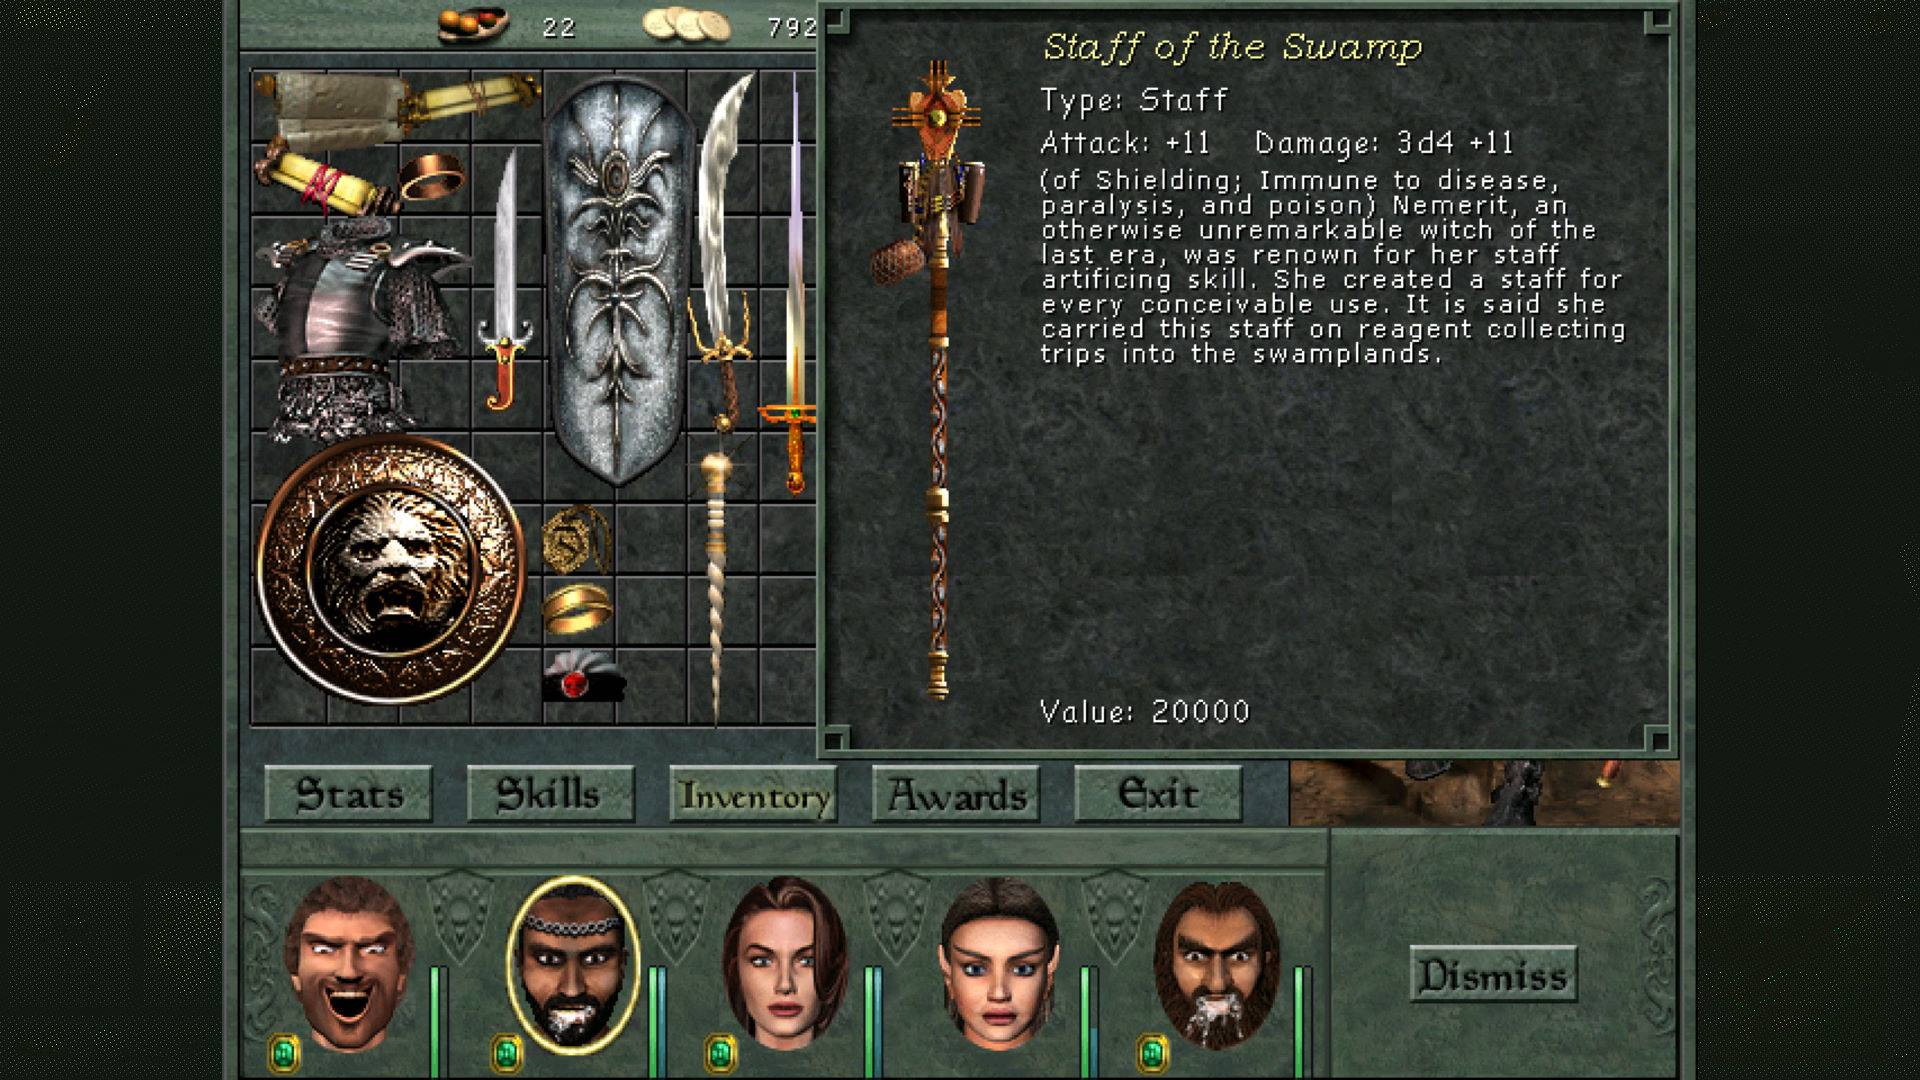 22 792
Staff of the Swamp
Type: Staff
Attack: +11 Damage: 3d4 +11
(of Shielding; Immune to disease,
paralysis, and poison) Nemerit, an
otherwise unremarkable witch of the
last era, was renown for her staff
artificing skill. She created a staff for
every conceivable use. It is said she
carried this staff on reagent collecting
trips into the swamplands.
Value: 20000
Stats Skills Inventory Awards Exit
Dismiss